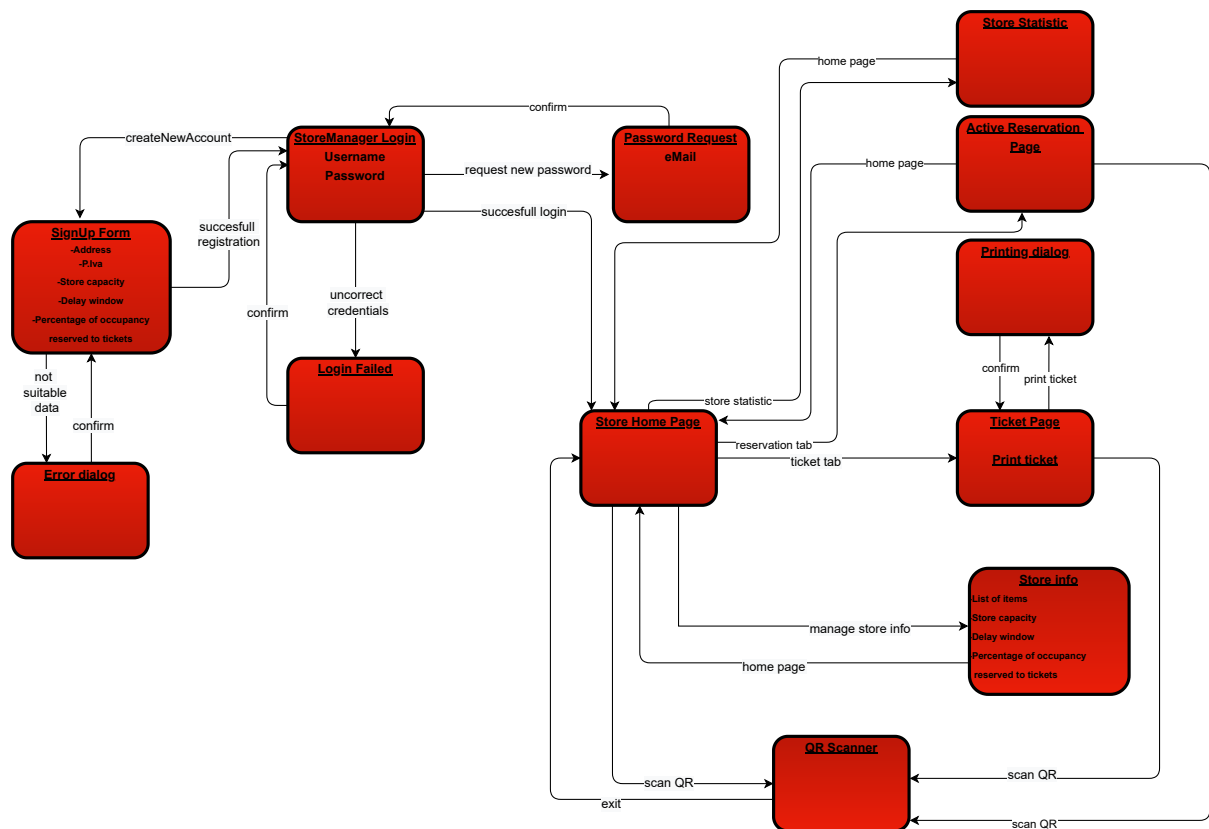 Store Statistic
home page
confirm
createNewAccount
StoreManager Login
Username
Password
Password Request
eMail
Active Reservation
Page
home page
request new password
succesfull login
SignUp Form
-Address
-P.Iva
-Store capacity
-Delay window
-Percentage of occupancy
reserved to tickets
succesfull
registration
Printing dialog
uncorrect
credentials
confirm
Login Failed
not
suitable
data
confirm
confirm
print ticket
store statistic
Store Home Page
reservation tab
ticket tab
Ticket Page
Print ticket
Error dialog
Store info
-List of items
-Store capacity
-Delay window
-Percentage of occupancy
reserved to tickets
manage store info
home page
QR Scanner
scan QR
scan QR
exit
scan QR